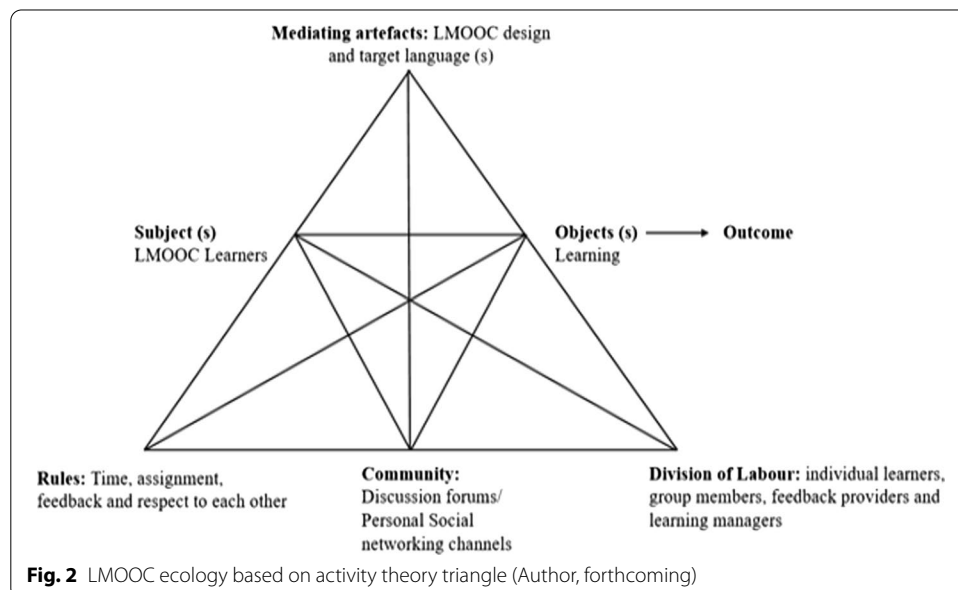 Mediating artefacts: LMOOC design
and target language (s)
Subject (s)
LMOOC Learners
Objects (s)
Learning
Outcome
Rules: Time, assignment,
feedback and respect to each other
Community:
Discussion forums/
Personal Social
networking channels
Division of Labour: individual learners,
group members, feedback providers and
learning managers
Fig. 2 LMOOC ecology based on activity theory triangle (Author, forthcoming)